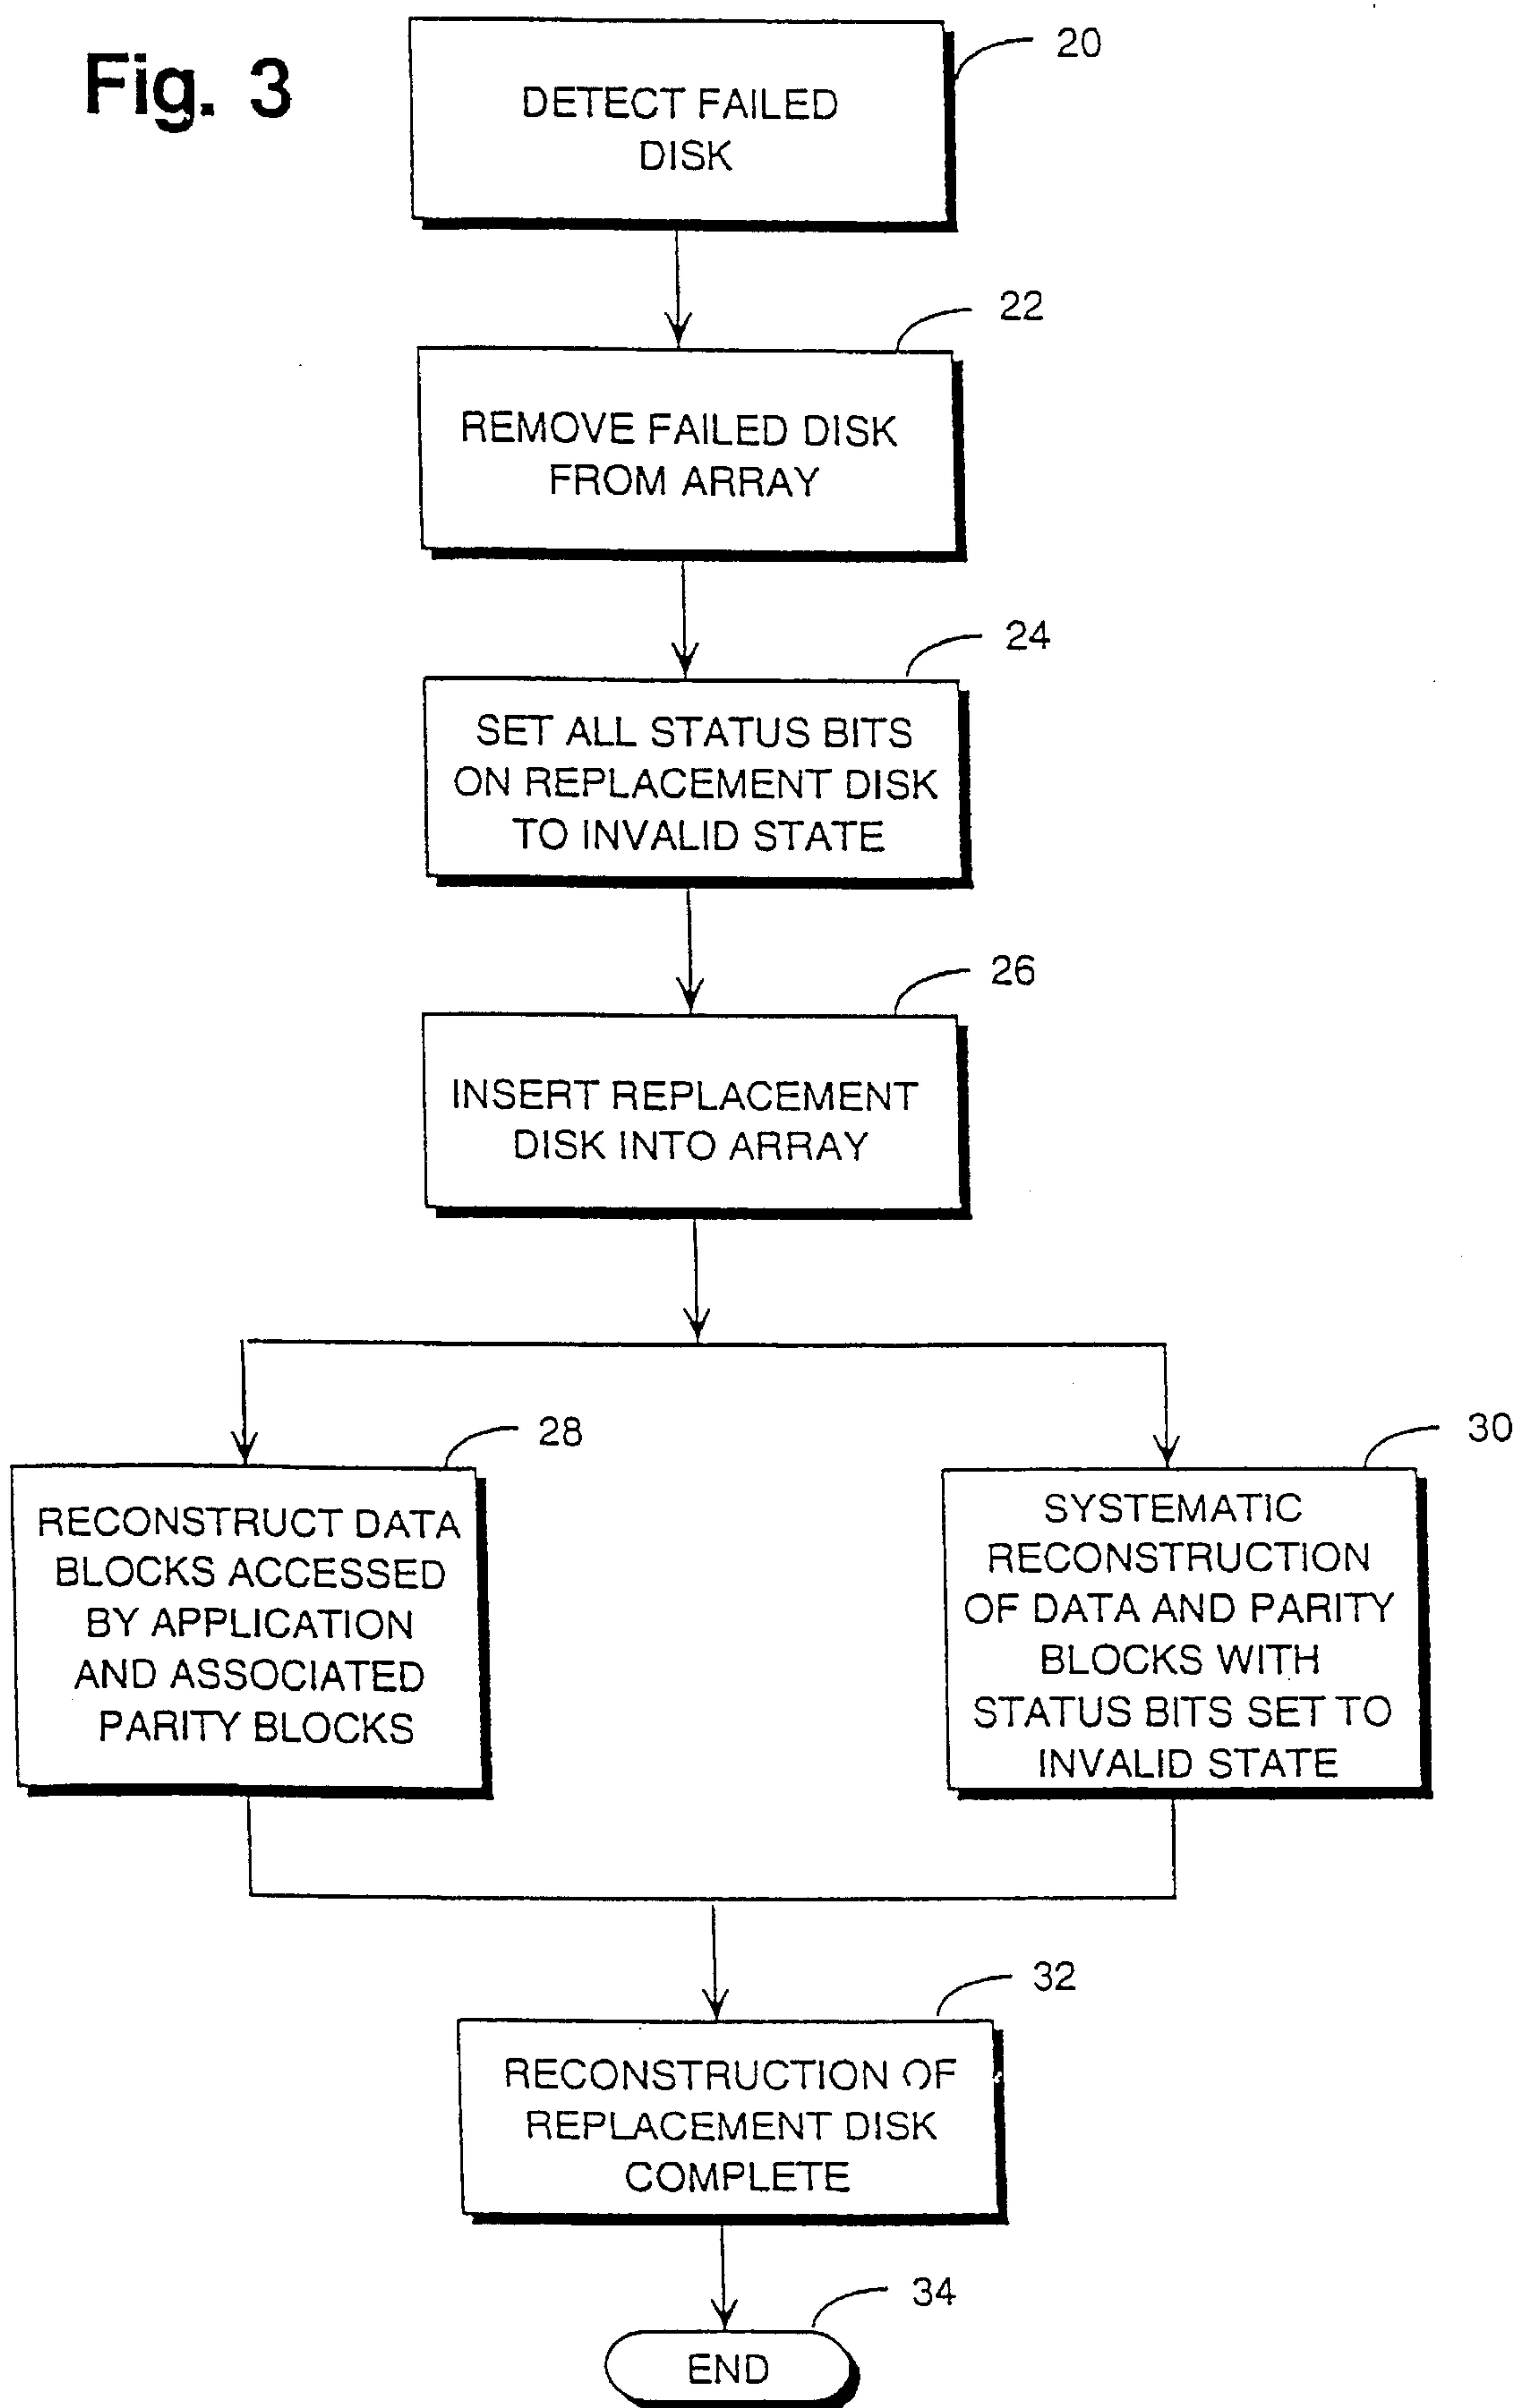 Fig. 3
20
DETECT FAILED
DISK
22
REMOVE FAILED DISK
FROM ARRAY
24
SET ALL STATUS BITS
ON REPLACEMENT DISK
TO INVALID STATE
26
INSERT REPLACEMENT
DISK INTO ARRAY
28
RECONSTRUCT DATA
BLOCKS ACCESSED
BY APPLICATION
AND ASSOCIATED
PARITY BLOCKS
30
SYSTEMATIC
RECONSTRUCTION
OF DATA AND PARITY
BLOCKS WITH
STATUS BITS SET TO
INVALID STATE
32
RECONSTRUCTION OF
REPLACEMENT DISK
COMPLETE
34
END